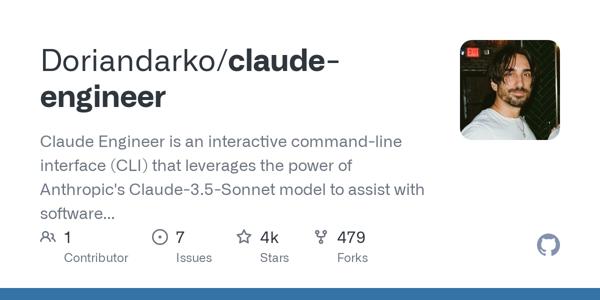 Doriandarko/claude-
engineer
Claude Engineer is an interactive command-line
interface (CLI) that leverages the power of
Anthropic's Claude-3.5-Sonnet model to assist with
software...
1 7 4k 479
Contributor Issues Stars Forks
EXIT